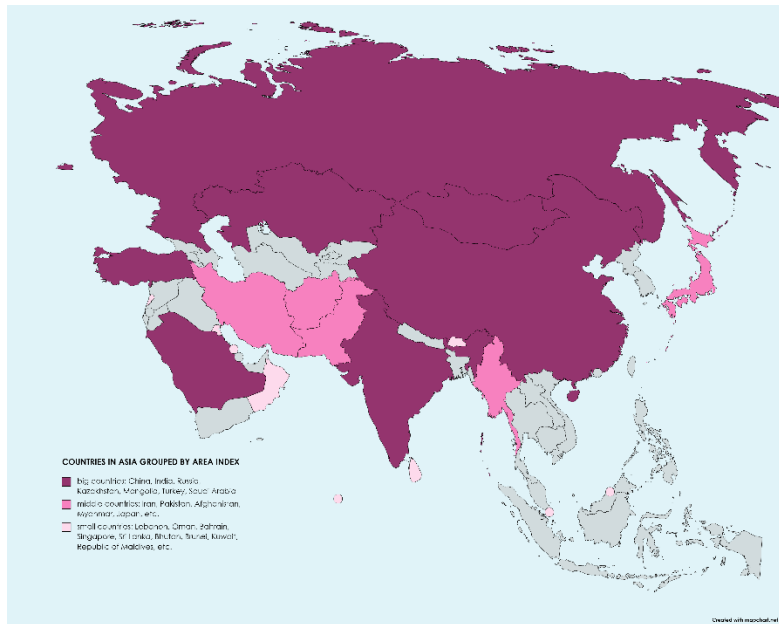 COUNTRIES IN ASIA GROUPED BY AREA INDEX
big countries: China, India, Russia,
Kazakhstan, Mongolia, Turkey, Saudi Arabia
middle countries: Iran, Pakistan, Afghanistan,
Myanmar, Japan, etc.
small countries: Lebanon, Oman, Bahrain,
Singapore, Sri Lanka, Bhutan, Brunei, Kuwait,
Republic of Maldives, etc.
Created with mapchart.net